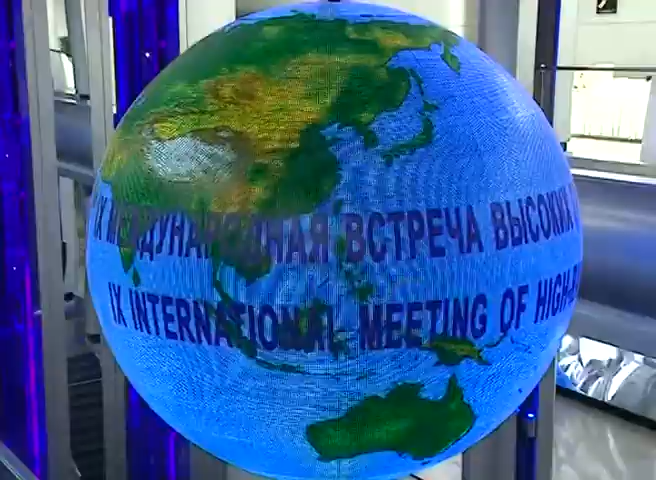 IX МЕЖДУНАРОДНАЯ ВСТРЕЧА ВЫСОКИХ
IX INTERNATIONAL MEETING OF HIGH-